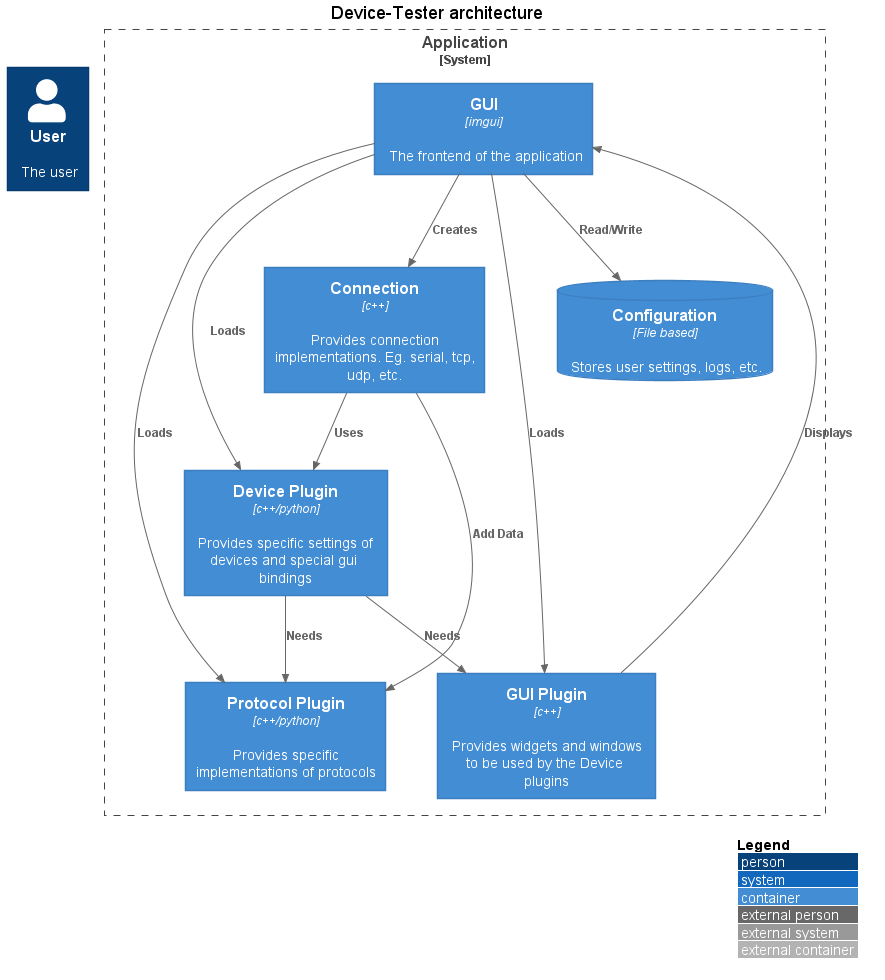 Device-Tester architecture
Application
[System]
User
The user
GUI
[imgui]
The frontend of the application
Creates
Read/Write
Connection
[c++]
Provides connection
implementations. Eg. serial, tcp,
udp, etc.
Configuration
[File based]
Stores user settings, logs, etc.
Loads
Loads
Uses
Loads
Displays
Device Plugin
[c++/python]
Provides specific settings of
devices and special gui
bindings
Add Data
Needs
Needs
Protocol Plugin
[c++/python]
Provides specific
implementations of protocols
GUI Plugin
[c++]
Provides widgets and windows
to be used by the Device
plugins
Legend
person
system
container
external person
external system
external container